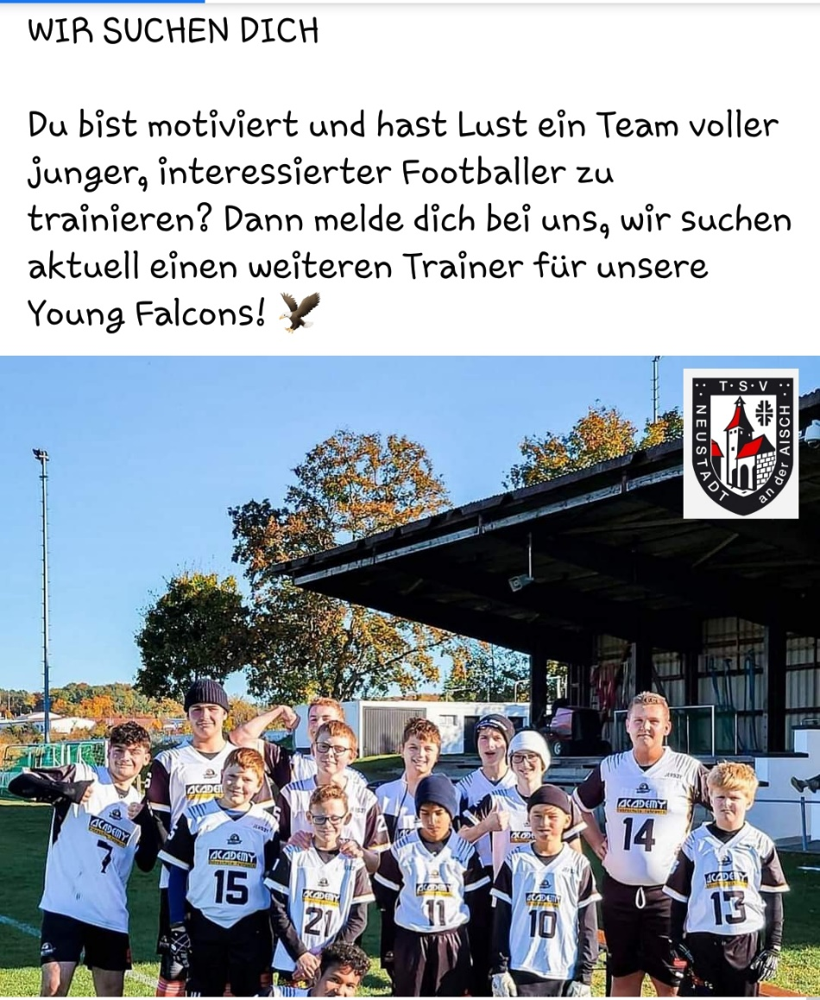 WIR SUCHEN DICH
Du bist motiviert und hast Lust ein Team voller
junger, interessierter Footballer zu
trainieren? Dann melde dich bei uns, wir suchen
aktuell einen weiteren Trainer für unsere
Young Falcons! 🦅
T·S·V
NEUSTADT
an der AISCH
ACADEMY
ACADEMY
7
ACADEMY
15
ACADEMY
21
ACADEMY
11
ACADEMY
10
ACADEMY
14
ACADEMY
13